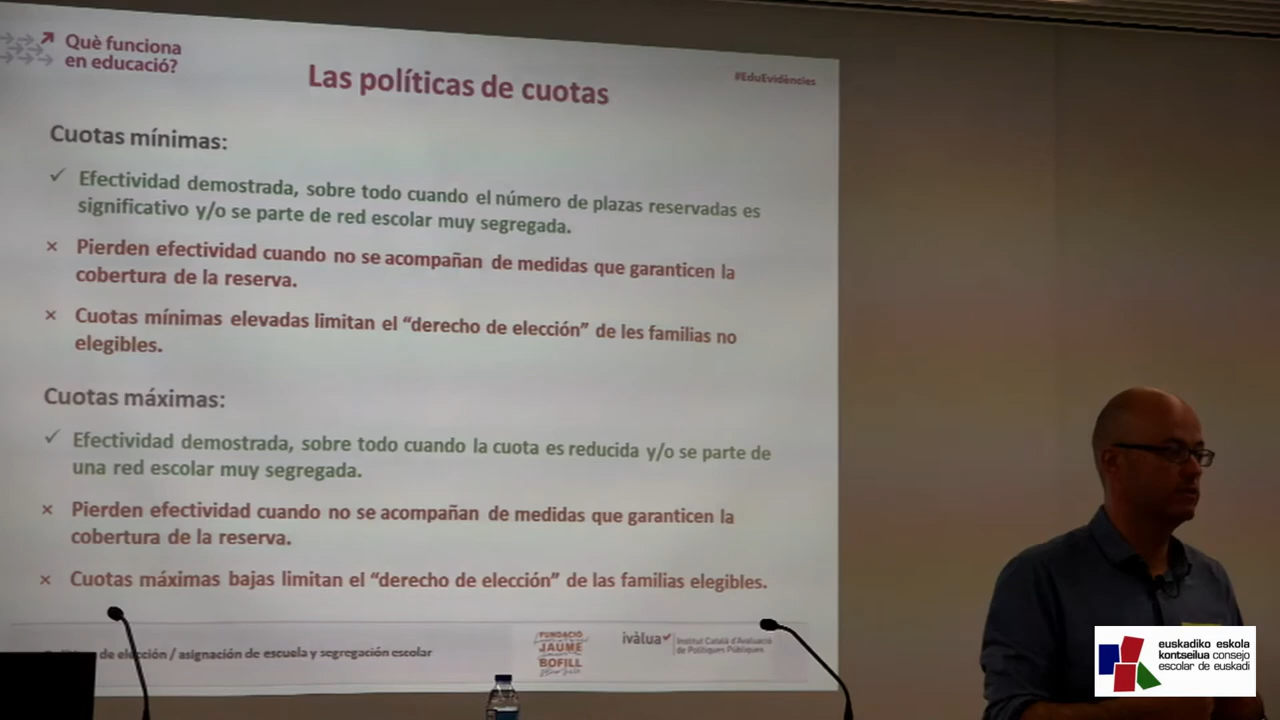 Què funciona
en educació?
#EduEvidències
Las políticas de cuotas
Cuotas mínimas:
✓ Efectividad demostrada, sobre todo cuando el número de plazas reservadas es
significativo y/o se parte de red escolar muy segregada.
× Pierden efectividad cuando no se acompañan de medidas que garanticen la
cobertura de la reserva.
× Cuotas mínimas elevadas limitan el “derecho de elección” de les familias no
elegibles.
Cuotas máximas:
✓ Efectividad demostrada, sobre todo cuando la cuota es reducida y/o se parte de
una red escolar muy segregada.
× Pierden efectividad cuando no se acompañan de medidas que garanticen la
cobertura de la reserva.
× Cuotas máximas bajas limitan el “derecho de elección” de las familias elegibles.
de elección / asignación de escuela y segregación escolar
FUNDACIÓ
JAUME
BOFILL
ivàlua
Institut Català d'Avaluació
de Polítiques Públiques
euskadiko eskola
kontseilua consejo
escolar de euskadi